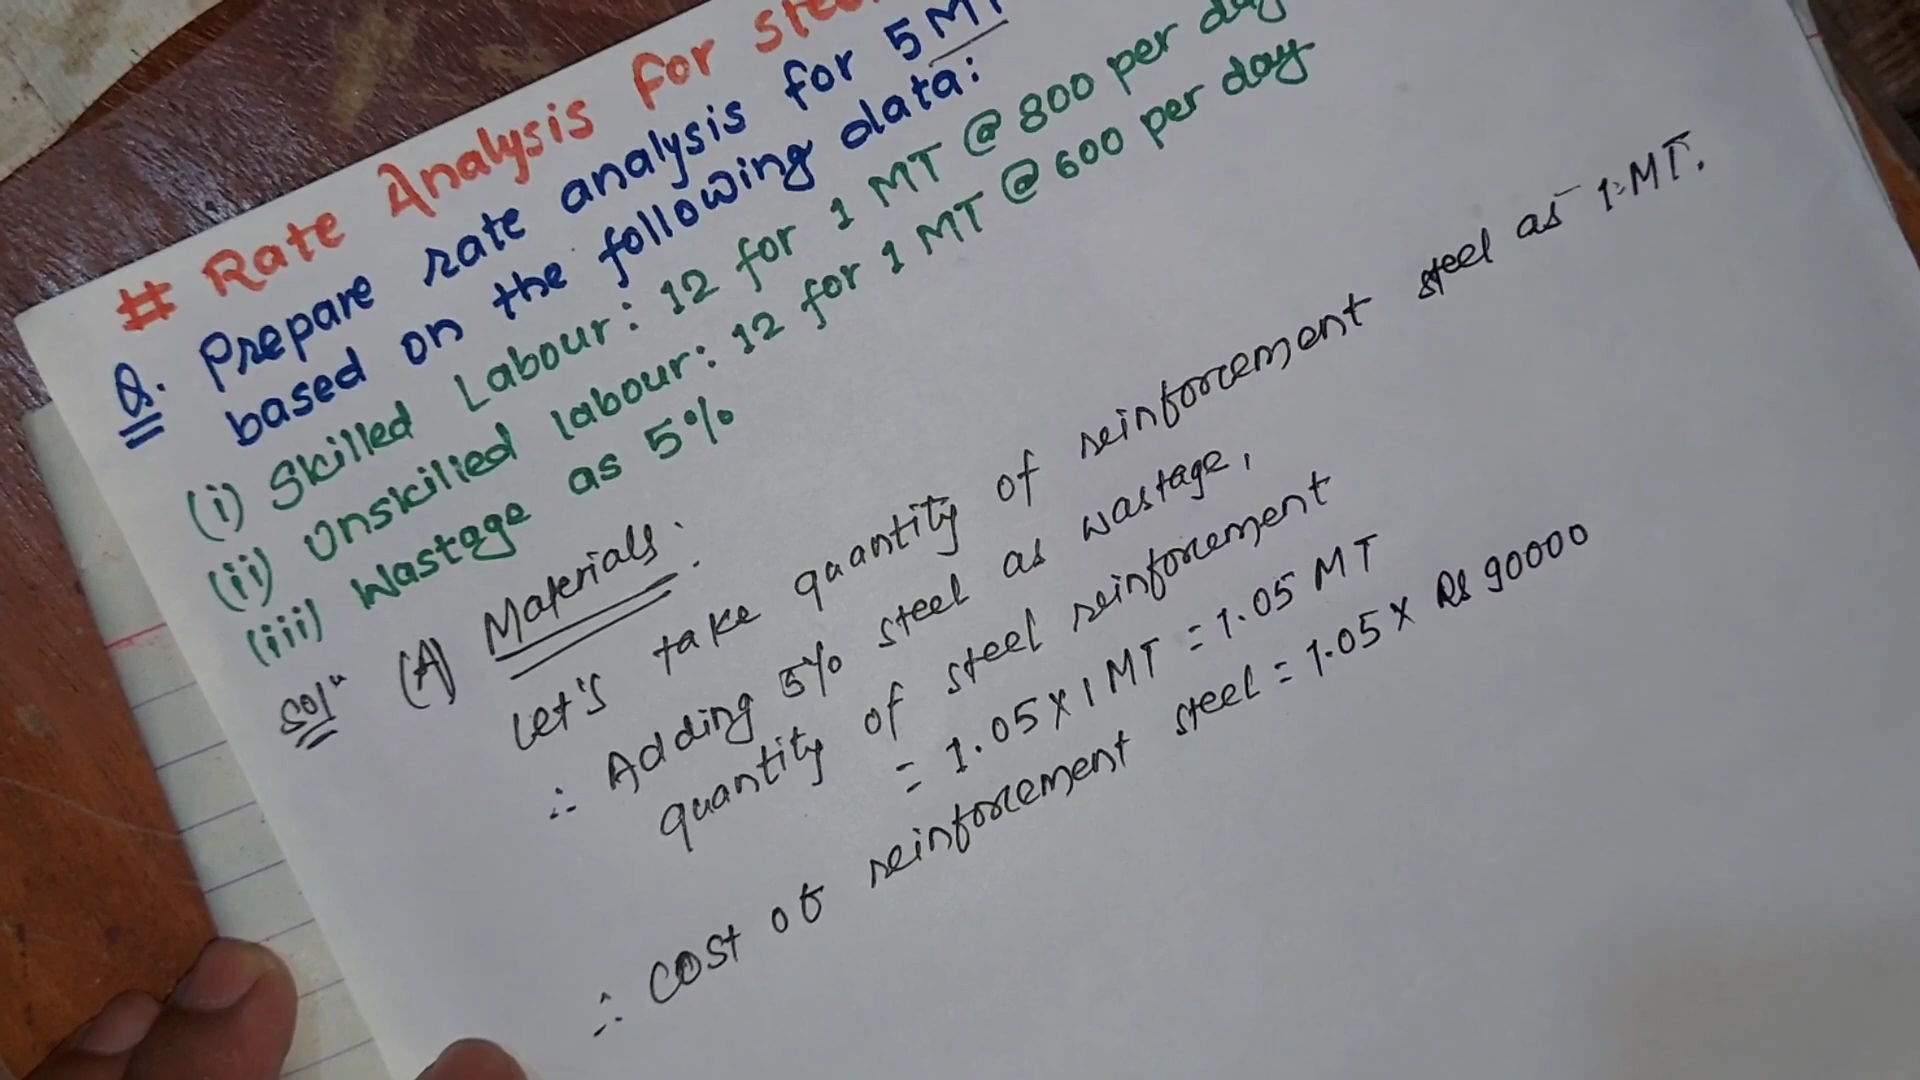 # Rate Analysis for
Q. Prepare rate analysis for 5 MT
based on the following data:
(i) Skilled Labour: 12 for 1 MT @ 800 per day
(ii) Unskilled labour: 12 for 1 MT @ 600 per day
(iii) Wastage as 5%
Solⁿ (A) Materials:
Let's take quantity of reinforcement steel as 1 MT.
∴ Adding 5% steel as wastage,
quantity of steel reinforcement
= 1.05 x 1 MT = 1.05 MT
∴ Cost of reinforcement steel = 1.05 x Rs 90000